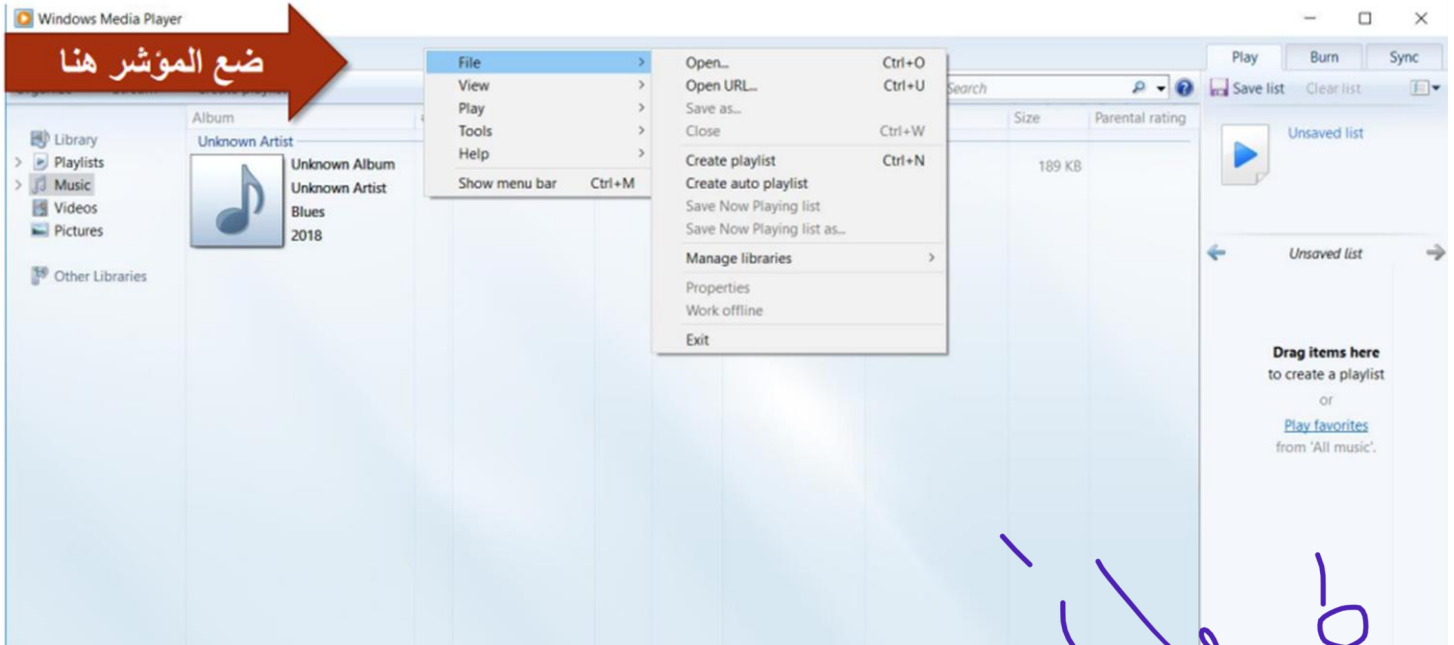 Windows Media Player
ضع المؤشر هنا
Play Burn Sync
Search
Save list Clear list
Album
Size Parental rating
Library
Playlists
Music
Videos
Pictures
Other Libraries
Unknown Artist
Unknown Album
Unknown Artist
Blues
2018
189 KB
File
View
Play
Tools
Help
Show menu bar Ctrl+M
Open... Ctrl+O
Open URL... Ctrl+U
Save as...
Close Ctrl+W
Create playlist Ctrl+N
Create auto playlist
Save Now Playing list
Save Now Playing list as...
Manage libraries
Properties
Work offline
Exit
Unsaved list
Unsaved list
Drag items here
to create a playlist
or
Play favorites
from 'All music'.